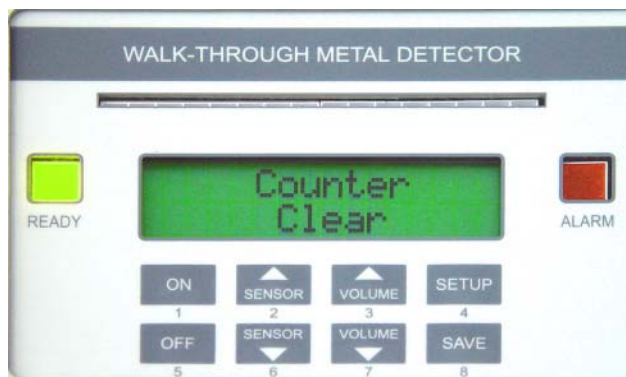 WALK-THROUGH METAL DETECTOR
Counter
Clear
READY
ALARM
ON
SENSOR
VOLUME
SETUP
1
2
3
4
OFF
SENSOR
VOLUME
SAVE
5
6
7
8